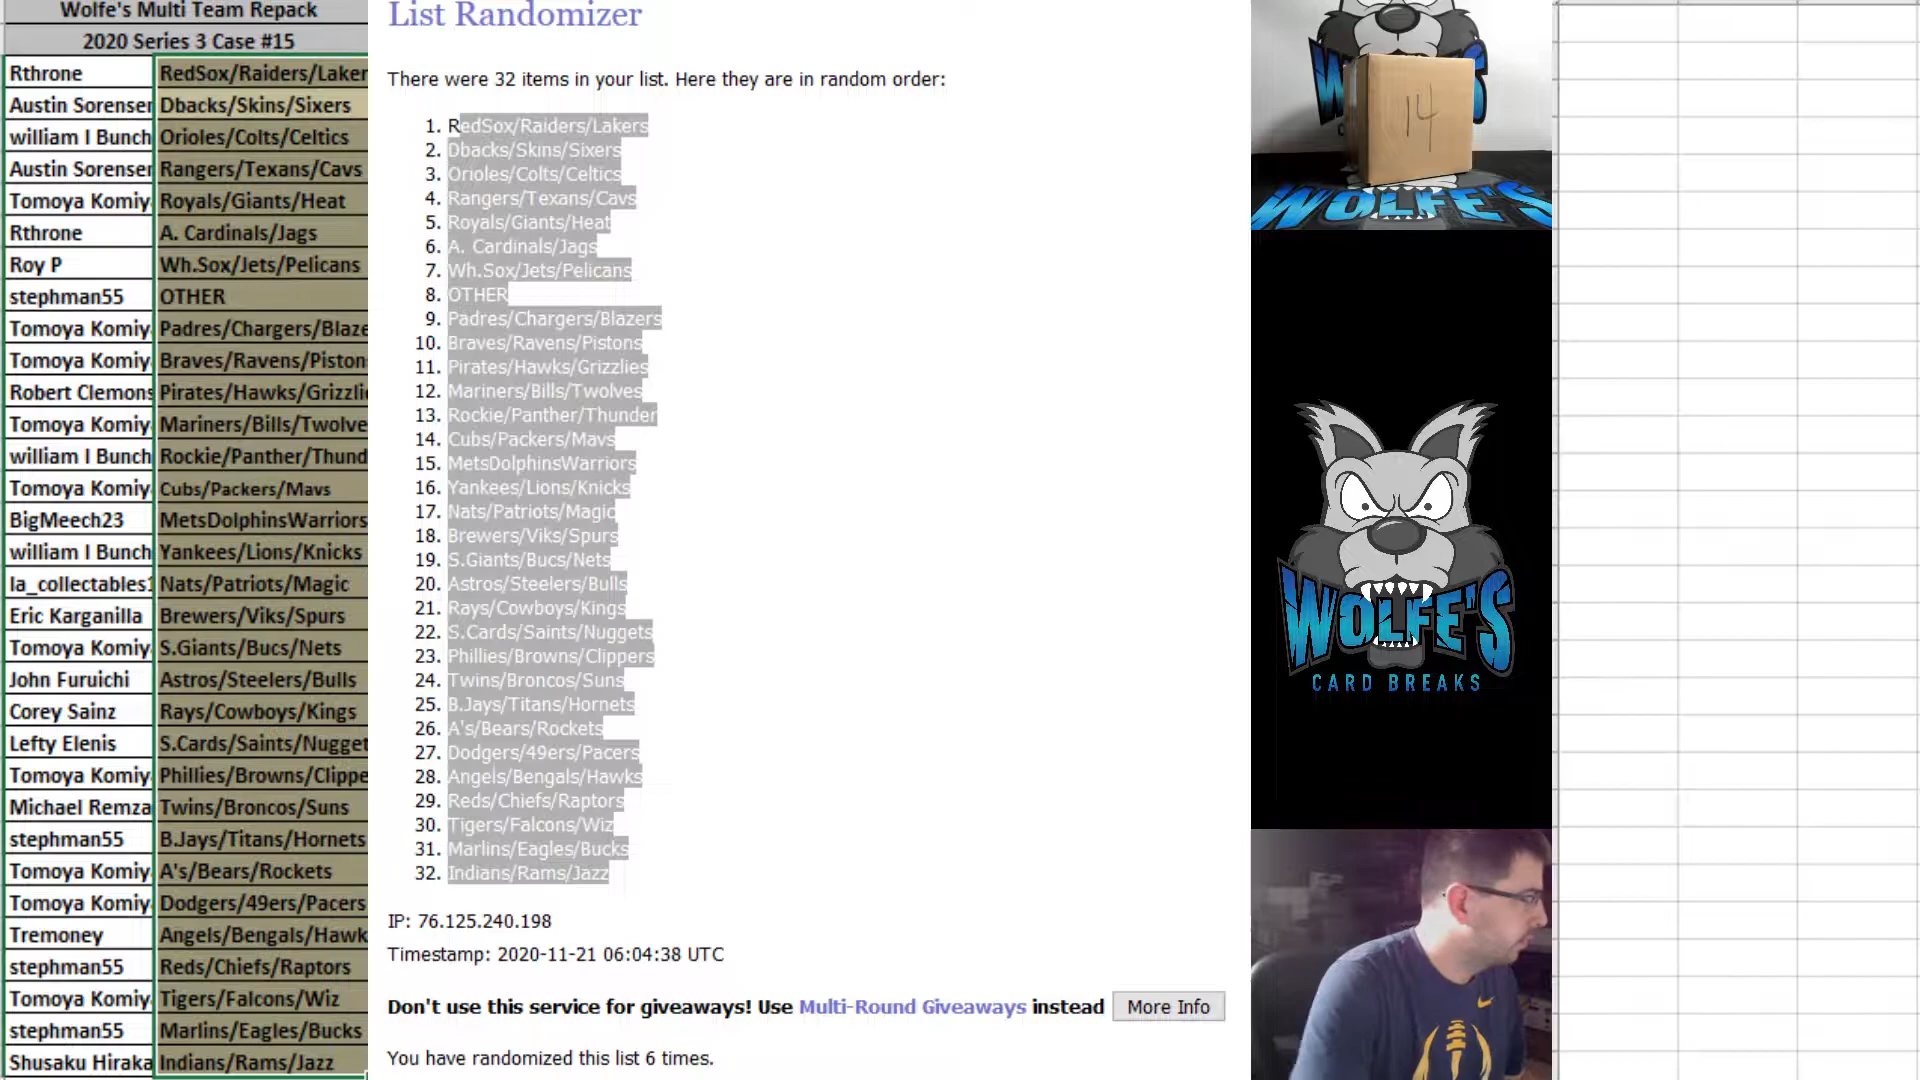 Wolfe's Multi Team Repack
2020 Series 3 Case #15
Rthrone RedSox/Raiders/Laker
Austin Sorenser Dbacks/Skins/Sixers
william I Bunch Orioles/Colts/Celtics
Austin Sorenser Rangers/Texans/Cavs
Tomoya Komiy Royals/Giants/Heat
Rthrone A. Cardinals/Jags
Roy P Wh.Sox/Jets/Pelicans
stephman55 OTHER
Tomoya Komiy Padres/Chargers/Blaze
Tomoya Komiy Braves/Ravens/Piston
Robert Clemons Pirates/Hawks/Grizzlie
Tomoya Komiy Mariners/Bills/Twolve
william I Bunch Rockie/Panther/Thund
Tomoya Komiy Cubs/Packers/Mavs
BigMeech23 MetsDolphinsWarriors
william I Bunch Yankees/Lions/Knicks
la_collectables1 Nats/Patriots/Magic
Eric Karganilla Brewers/Viks/Spurs
Tomoya Komiy S.Giants/Bucs/Nets
John Furuichi Astros/Steelers/Bulls
Corey Sainz Rays/Cowboys/Kings
Lefty Elenis S.Cards/Saints/Nugget
Tomoya Komiy Phillies/Browns/Clippe
Michael Remza Twins/Broncos/Suns
stephman55 B.Jays/Titans/Hornets
Tomoya Komiy A's/Bears/Rockets
Tomoya Komiy Dodgers/49ers/Pacers
Tremoney Angels/Bengals/Hawk
stephman55 Reds/Chiefs/Raptors
Tomoya Komiy Tigers/Falcons/Wiz
stephman55 Marlins/Eagles/Bucks
Shusaku Hiraka Indians/Rams/Jazz
List Randomizer
There were 32 items in your list. Here they are in random order:
1. RedSox/Raiders/Lakers
2. Dbacks/Skins/Sixers
3. Orioles/Colts/Celtics
4. Rangers/Texans/Cavs
5. Royals/Giants/Heat
6. A. Cardinals/Jags
7. Wh.Sox/Jets/Pelicans
8. OTHER
9. Padres/Chargers/Blazers
10. Braves/Ravens/Pistons
11. Pirates/Hawks/Grizzlies
12. Mariners/Bills/Twolves
13. Rockie/Panther/Thunder
14. Cubs/Packers/Mavs
15. MetsDolphinsWarriors
16. Yankees/Lions/Knicks
17. Nats/Patriots/Magic
18. Brewers/Viks/Spurs
19. S.Giants/Bucs/Nets
20. Astros/Steelers/Bulls
21. Rays/Cowboys/Kings
22. S.Cards/Saints/Nuggets
23. Phillies/Browns/Clippers
24. Twins/Broncos/Suns
25. B.Jays/Titans/Hornets
26. A's/Bears/Rockets
27. Dodgers/49ers/Pacers
28. Angels/Bengals/Hawks
29. Reds/Chiefs/Raptors
30. Tigers/Falcons/Wiz
31. Marlins/Eagles/Bucks
32. Indians/Rams/Jazz
IP: 76.125.240.198
Timestamp: 2020-11-21 06:04:38 UTC
Don't use this service for giveaways! Use Multi-Round Giveaways instead More Info
You have randomized this list 6 times.
14
WOLFE'S
WOLFE'S
CARD BREAKS